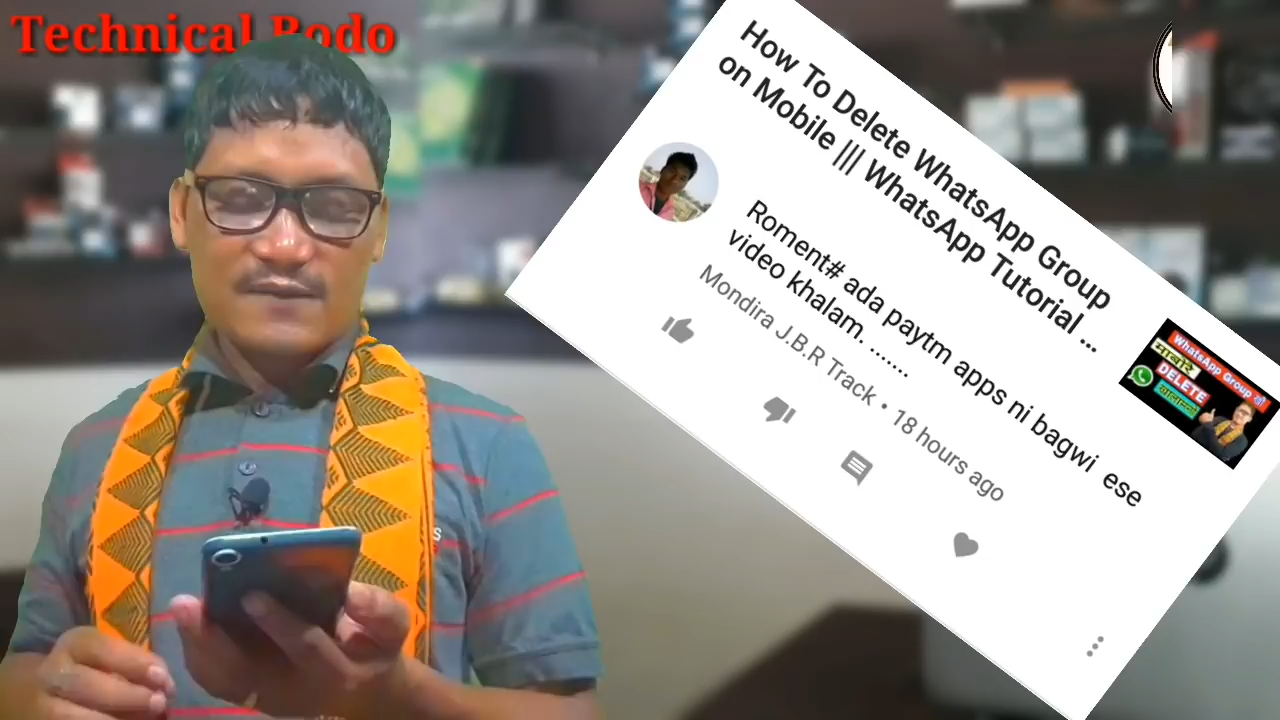 Technical Bodo
How To Delete WhatsApp Group
on Mobile ||| WhatsApp Tutorial ...
Roment# ada paytm apps ni bagwi ese
video khalam. .......
Mondira J.B.R Track • 18 hours ago
WhatsApp Group खौ
माब्रै
DELETE
खालामनो
s